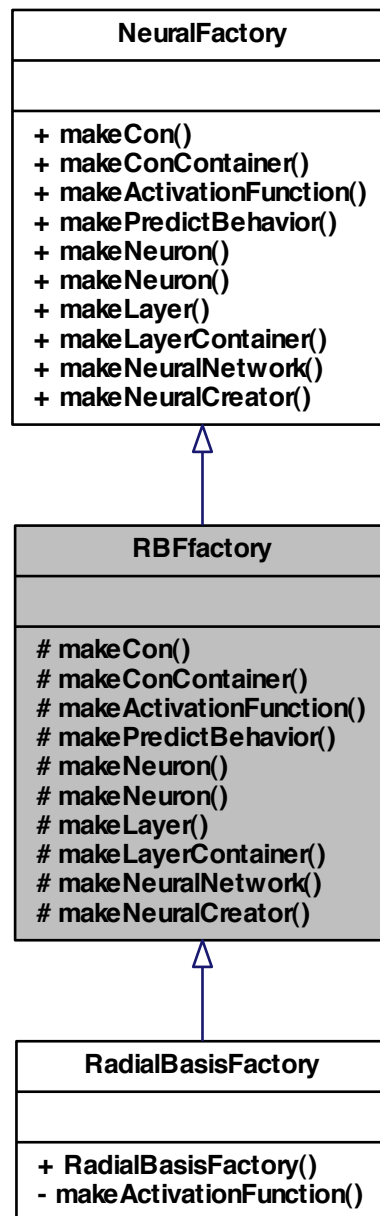 NeuralFactory
+ makeCon()
+ makeConContainer()
+ makeActivationFunction()
+ makePredictBehavior()
+ makeNeuron()
+ makeNeuron()
+ makeLayer()
+ makeLayerContainer()
+ makeNeuralNetwork()
+ makeNeuralCreator()
RBFfactory
# makeCon()
# makeConContainer()
# makeActivationFunction()
# makePredictBehavior()
# makeNeuron()
# makeNeuron()
# makeLayer()
# makeLayerContainer()
# makeNeuralNetwork()
# makeNeuralCreator()
RadialBasisFactory
+ RadialBasisFactory()
- makeActivationFunction()